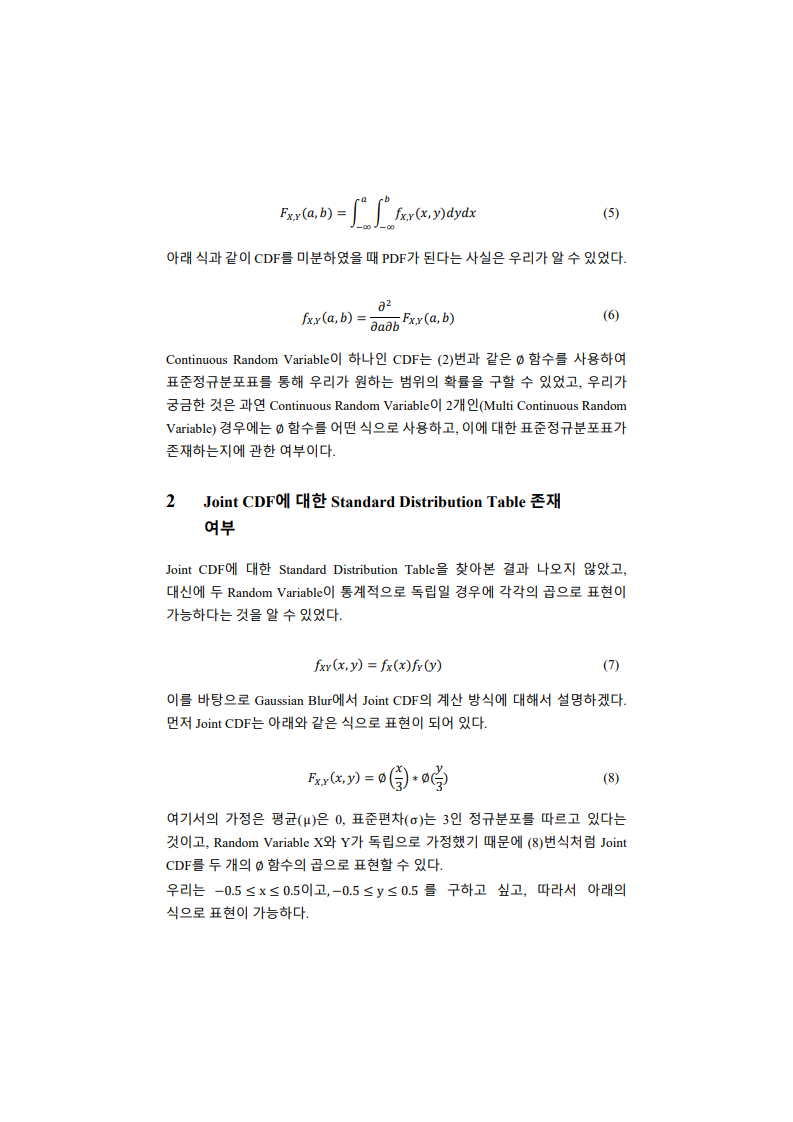 F_{X,Y}(a, b) = ∫_{−∞}^{a} ∫_{−∞}^{b} f_{X,Y}(x, y)dydx (5)
아래 식과 같이 CDF를 미분하였을 때 PDF가 된다는 사실은 우리가 알 수 있었다.
f_{X,Y}(a, b) = ∂²/∂a∂b F_{X,Y}(a, b) (6)
Continuous Random Variable이 하나인 CDF는 (2)번과 같은 ∅ 함수를 사용하여
표준정규분포표를 통해 우리가 원하는 범위의 확률을 구할 수 있었고, 우리가
궁금한 것은 과연 Continuous Random Variable이 2개인(Multi Continuous Random
Variable) 경우에는 ∅ 함수를 어떤 식으로 사용하고, 이에 대한 표준정규분포표가
존재하는지에 관한 여부이다.
2 Joint CDF에 대한 Standard Distribution Table 존재
여부
Joint CDF에 대한 Standard Distribution Table을 찾아본 결과 나오지 않았고,
대신에 두 Random Variable이 통계적으로 독립일 경우에 각각의 곱으로 표현이
가능하다는 것을 알 수 있었다.
f_{XY}(x, y) = f_X(x)f_Y(y) (7)
이를 바탕으로 Gaussian Blur에서 Joint CDF의 계산 방식에 대해서 설명하겠다.
먼저 Joint CDF는 아래와 같은 식으로 표현이 되어 있다.
F_{X,Y}(x, y) = ∅(x/3) * ∅(y/3) (8)
여기서의 가정은 평균(μ)은 0, 표준편차(σ)는 3인 정규분포를 따르고 있다는
것이고, Random Variable X와 Y가 독립으로 가정했기 때문에 (8)번식처럼 Joint
CDF를 두 개의 ∅ 함수의 곱으로 표현할 수 있다.
우리는 −0.5 ≤ x ≤ 0.5이고, −0.5 ≤ y ≤ 0.5 를 구하고 싶고, 따라서 아래의
식으로 표현이 가능하다.